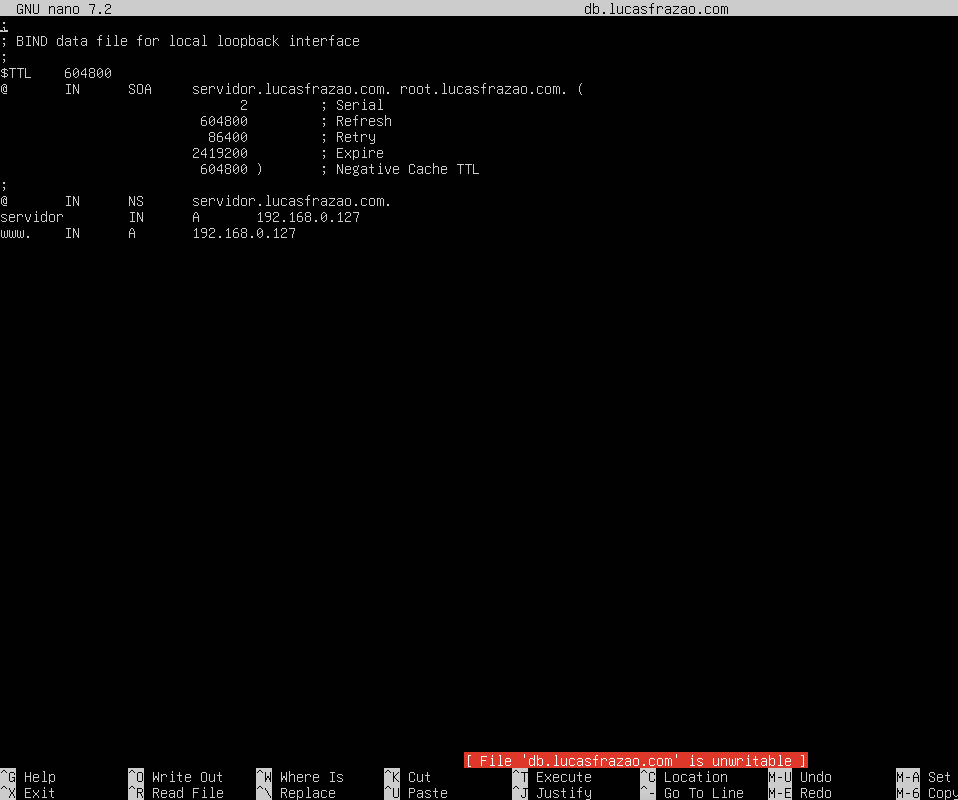 GNU nano 7.2 db.lucasfrazao.com
;
; BIND data file for local loopback interface
;
$TTL 604800
@ IN SOA servidor.lucasfrazao.com. root.lucasfrazao.com. (
2 ; Serial
604800 ; Refresh
86400 ; Retry
2419200 ; Expire
604800 ) ; Negative Cache TTL
;
@ IN NS servidor.lucasfrazao.com.
servidor IN A 192.168.0.127
www. IN A 192.168.0.127
[ File 'db.lucasfrazao.com' is unwritable ]
^G Help ^O Write Out ^W Where Is ^K Cut ^T Execute ^C Location M-U Undo M-A Set
^X Exit ^R Read File ^\ Replace ^U Paste ^J Justify ^- Go To Line M-E Redo M-6 Copy